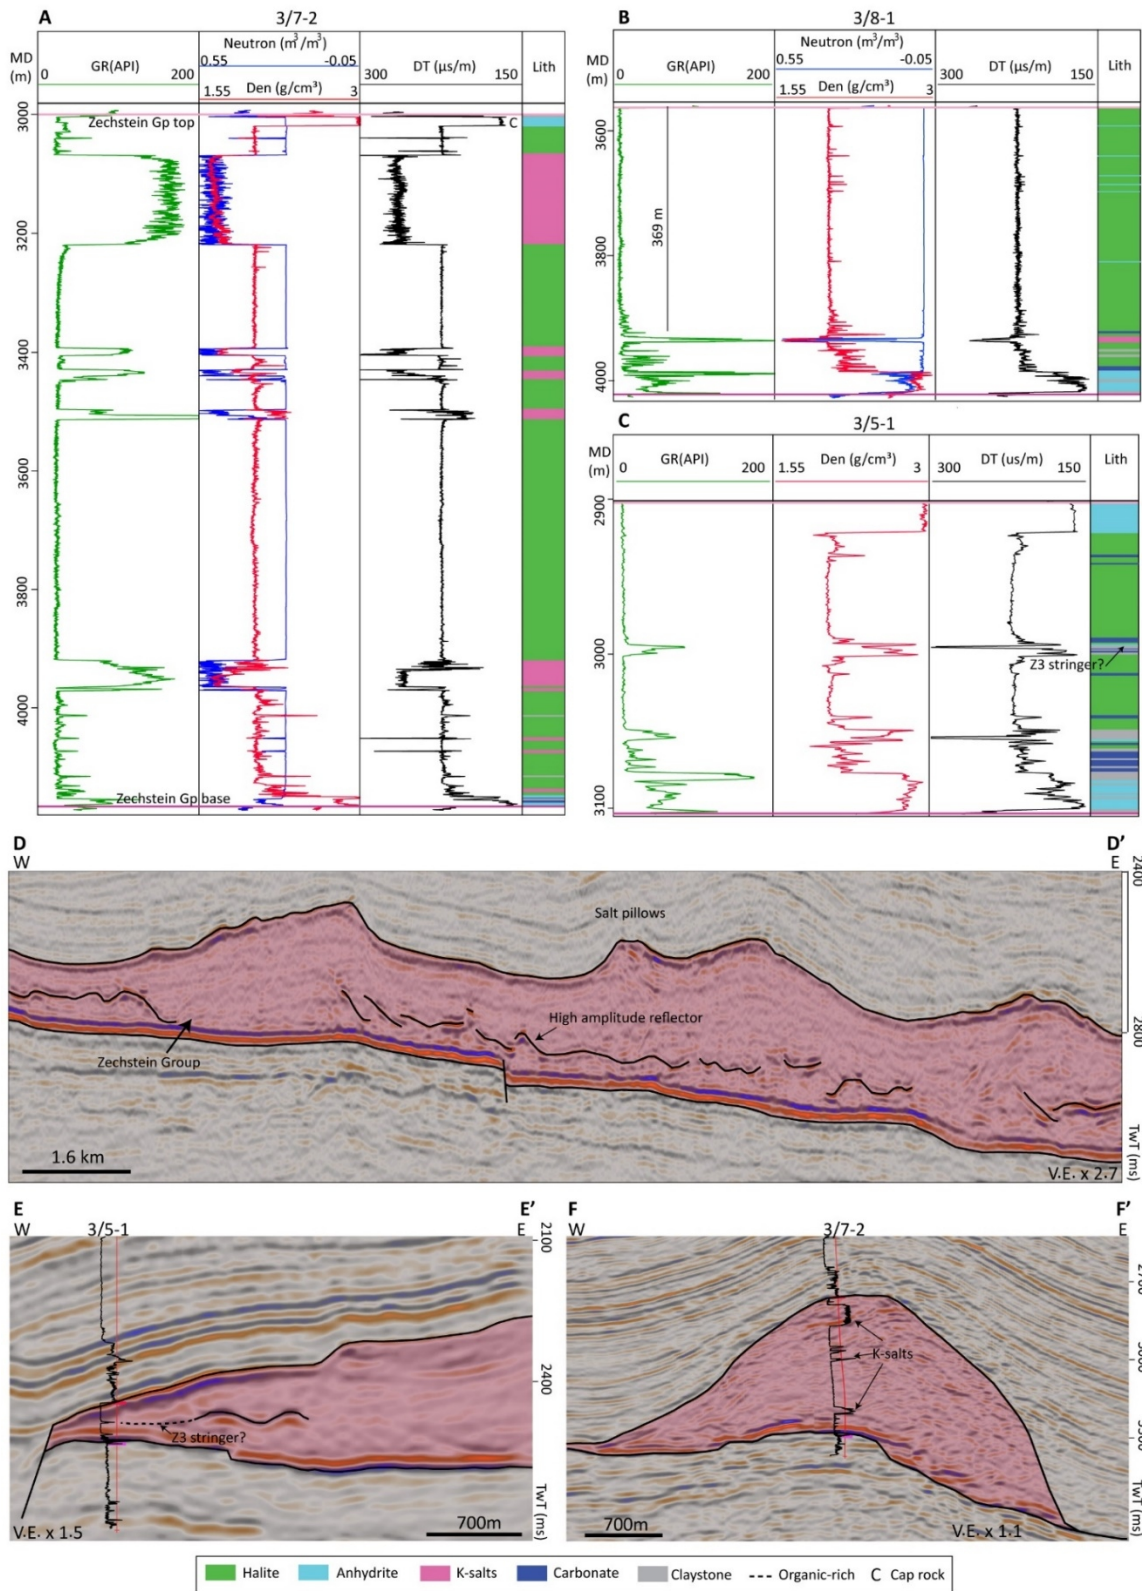 A
3/7-2
Neutron (m³/m³)
MD
(m)
0.55
-0.05
GR(API)
DT (µs/m)
Lith
0
200
Den (g/cm³)
300
150
1.55
3
3000
Zechstein Gp top
C
3200
3400
3600
3800
4000
Zechstein Gp base
B
3/8-1
Neutron (m³/m³)
MD
(m)
GR(API)
0.55
-0.05
DT (µs/m)
Lith
0
200
Den (g/cm³)
300
150
1.55
3
3600
369 m
3800
4000
C
3/5-1
MD
(m)
GR(API)
Den (g/cm³)
DT (us/m)
Lith
0
200
1.55
3
300
150
2900
3000
Z3 stringer?
3100
D
D'
W
E
2400
Salt pillows
High amplitude reflector
2800
Zechstein Group
TwT (ms)
1.6 km
V.E. x 2.7
E
E'
W
3/5-1
E
2100
2400
Z3 stringer?
TwT (ms)
V.E. x 1.5
700m
F
F'
W
3/7-2
E
2700
K-salts
TwT (ms)
700m
V.E. x 1.1
Halite
Anhydrite
K-salts
Carbonate
Claystone
Organic-rich
C Cap rock